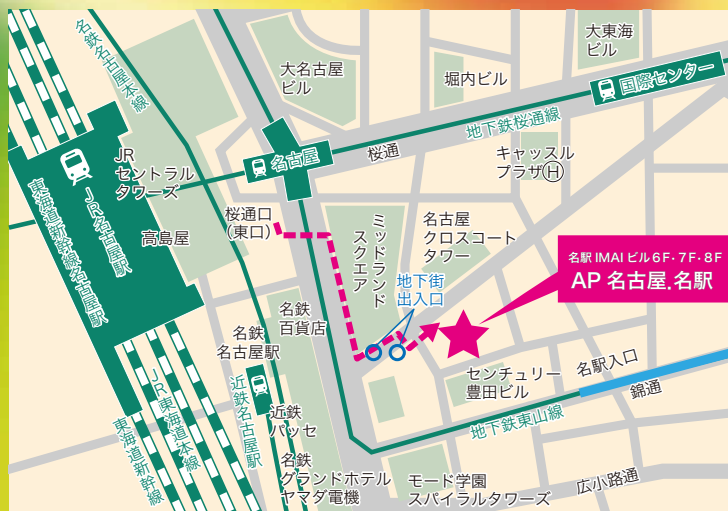 名鉄名古屋本線
大名古屋
ビル
堀内ビル
大東海
ビル
国際センター
地下鉄桜通線
名古屋
桜通
キャッスル
プラザⒽ
JR
セントラル
タワーズ
JR名古屋駅
東海道新幹線名古屋駅
高島屋
桜通口
(東口)
ミッドランド
スクエア
名古屋
クロスコート
タワー
地下街
出入口
名駅 IMAI ビル 6F・7F・8F
AP 名古屋.名駅
名鉄
百貨店
名鉄
名古屋駅
近鉄名古屋駅
近鉄
パッセ
センチュリー
豊田ビル
名駅入口
錦通
地下鉄東山線
JR東海道本線
東海道新幹線
名鉄
グランドホテル
ヤマダ電機
モード学園
スパイラルタワーズ
広小路通